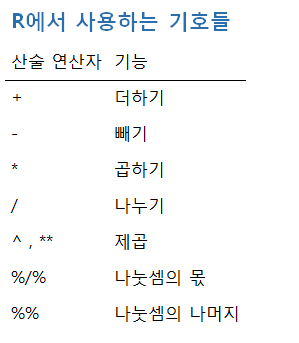 R에서 사용하는 기호들
산술 연산자 기능
+ 더하기
- 빼기
* 곱하기
/ 나누기
^ , ** 제곱
%/% 나눗셈의 몫
%% 나눗셈의 나머지